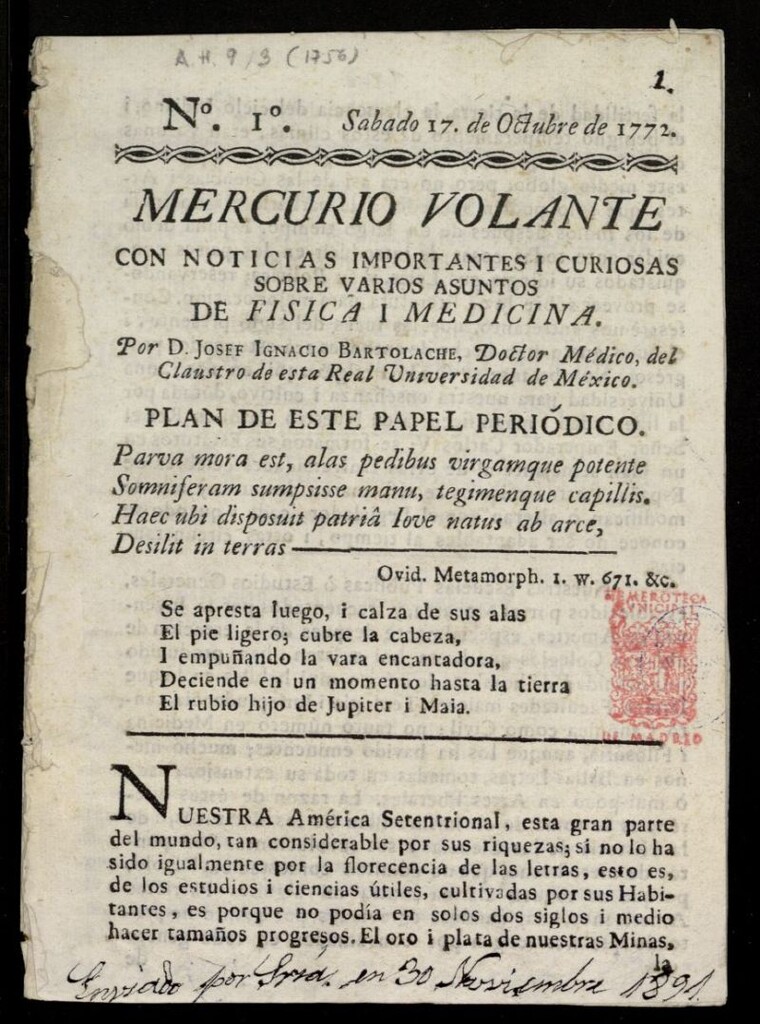 A.H. 9/3 (1756)
1.
Nº. 1º. Sabado 17. de Octubre de 1772.
MERCURIO VOLANTE
CON NOTICIAS IMPORTANTES I CURIOSAS
SOBRE VARIOS ASUNTOS
DE FISICA I MEDICINA.
Por D. JOSEF IGNACIO BARTOLACHE, Doctor Médico, del
Claustro de esta Real Universidad de México.
PLAN DE ESTE PAPEL PERIÓDICO.
Parva mora est, alas pedibus virgamque potente
Somniferam sumpsisse manu, tegimenque capillis.
Haec ubi disposuit patriâ Iove natus ab arce,
Desilit in terras
Ovid. Metamorph. 1. w. 671. &c.
Se apresta luego, i calza de sus alas
El pie ligero; cubre la cabeza,
I empuñando la vara encantadora,
Deciende en un momento hasta la tierra
El rubio hijo de Jupiter i Maia.
HEMEROTECA
MUNICIPAL
DE MADRID
NUESTRA América Setentrional, esta gran parte
del mundo, tan considerable por sus riquezas; si no lo ha
sido igualmente por la florecencia de las letras, esto es,
de los estudios i ciencias útiles, cultivadas por sus Habi-
tantes, es porque no podía en solos dos siglos i medio
hacer tamaños progresos. El oro i plata de nuestras Minas,
la
Enviado por Sría. en 30 Noviembre 1891